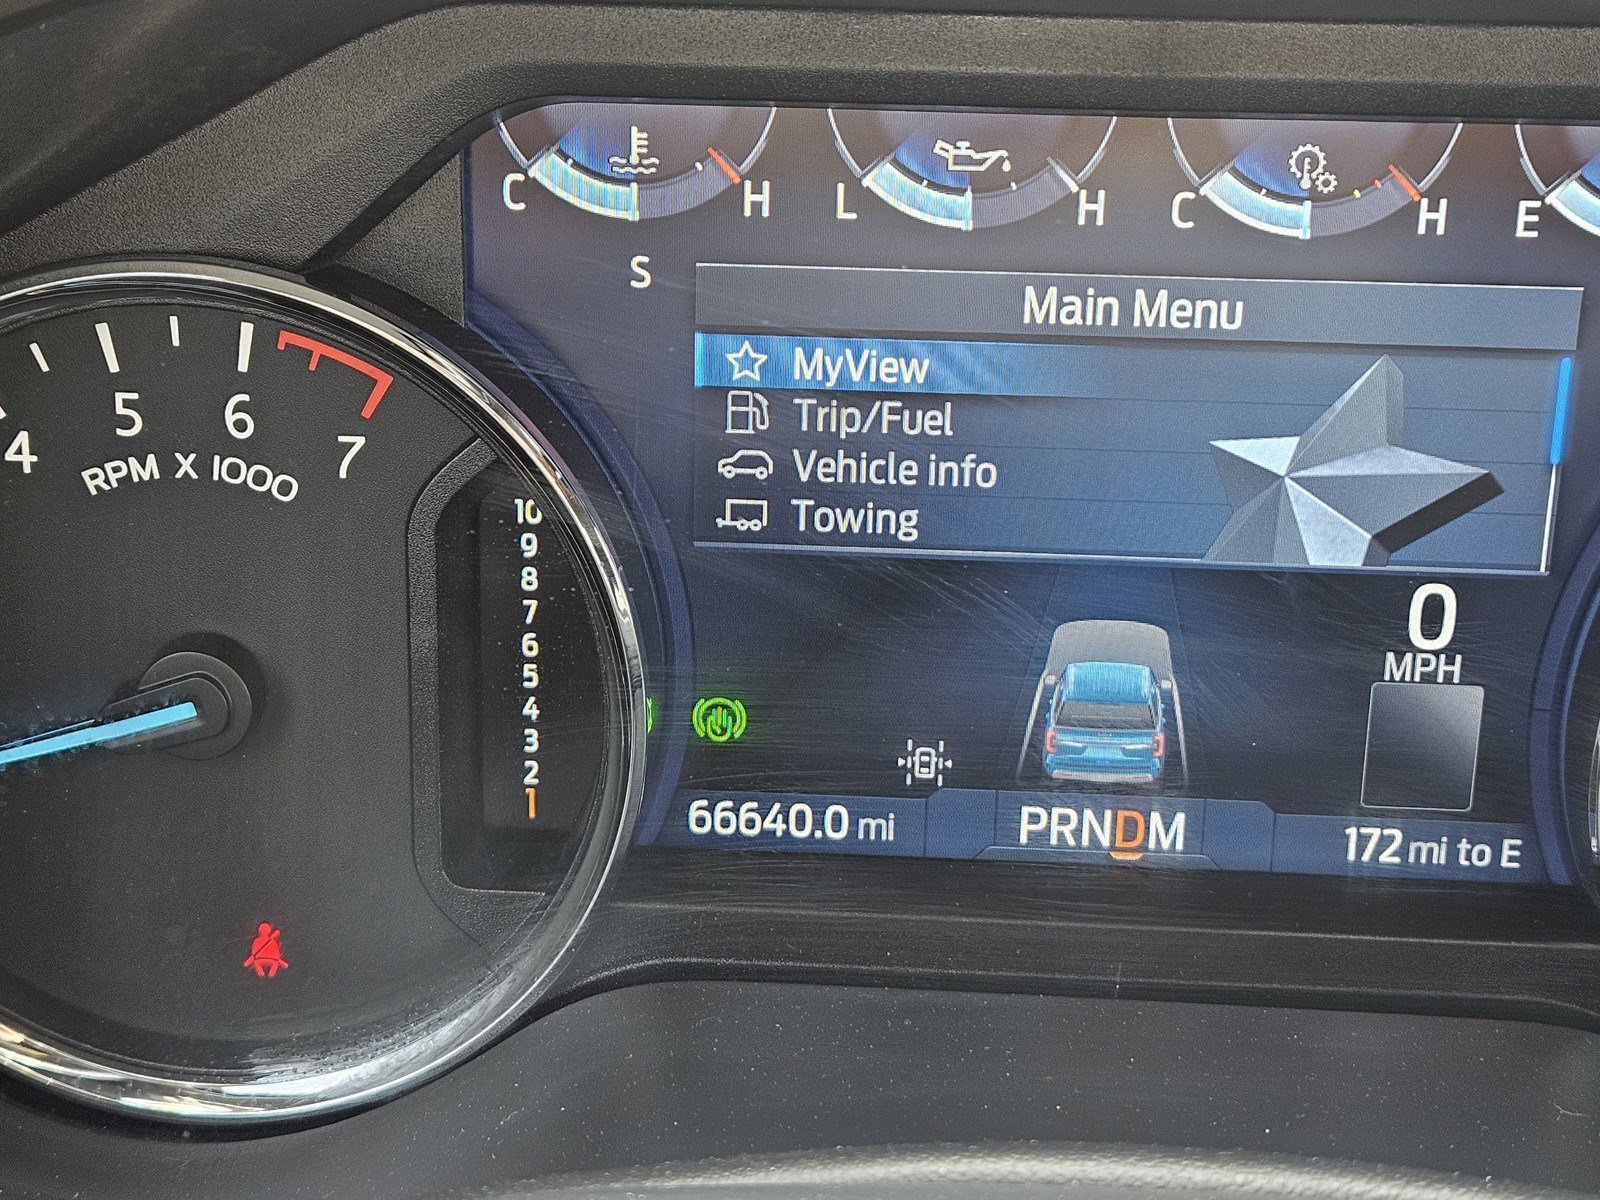 C H
L H
C H
E
S
Main Menu
MyView
Trip/Fuel
Vehicle info
Towing
4 5 6 7
RPM X 1000
10
9
8
7
6
5
4
3
2
1
0
MPH
66640.0 mi
PRNDM
172 mi to E